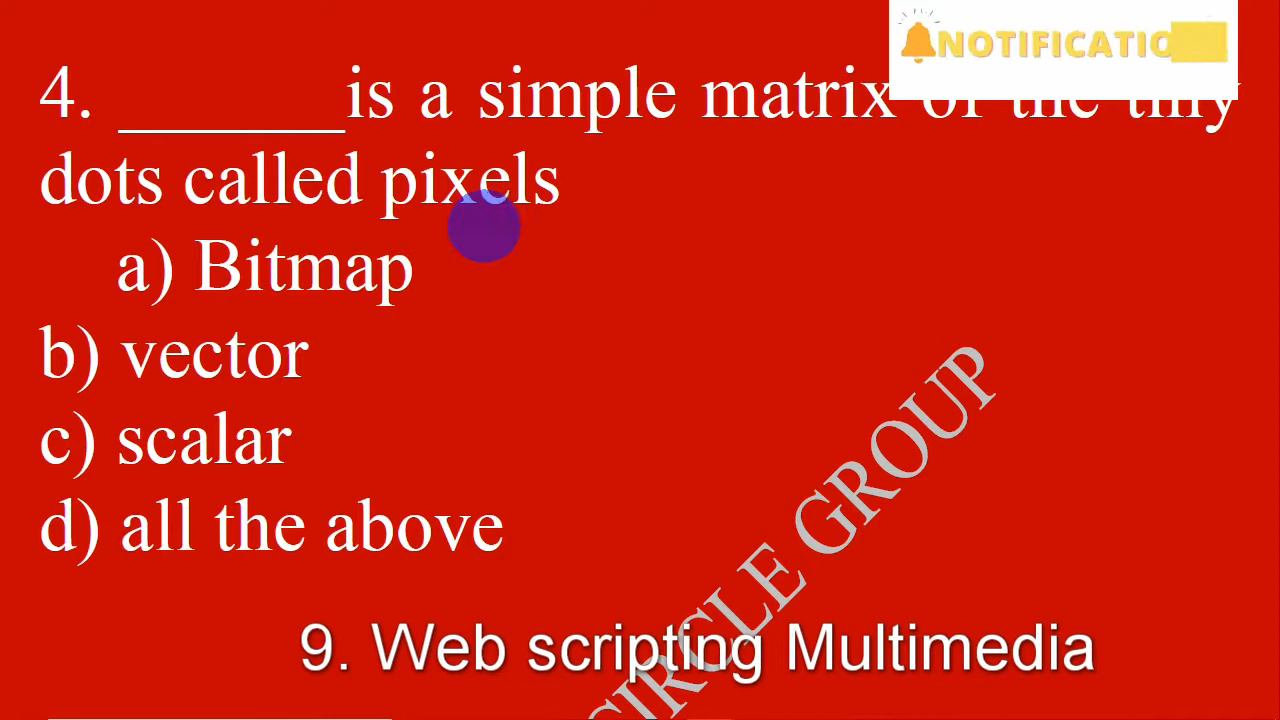 NOTIFICATIO
4. ______is a simple matrix
dots called pixels
a) Bitmap
b) vector
c) scalar
d) all the above
CIRCLE GROUP
9. Web scripting Multimedia